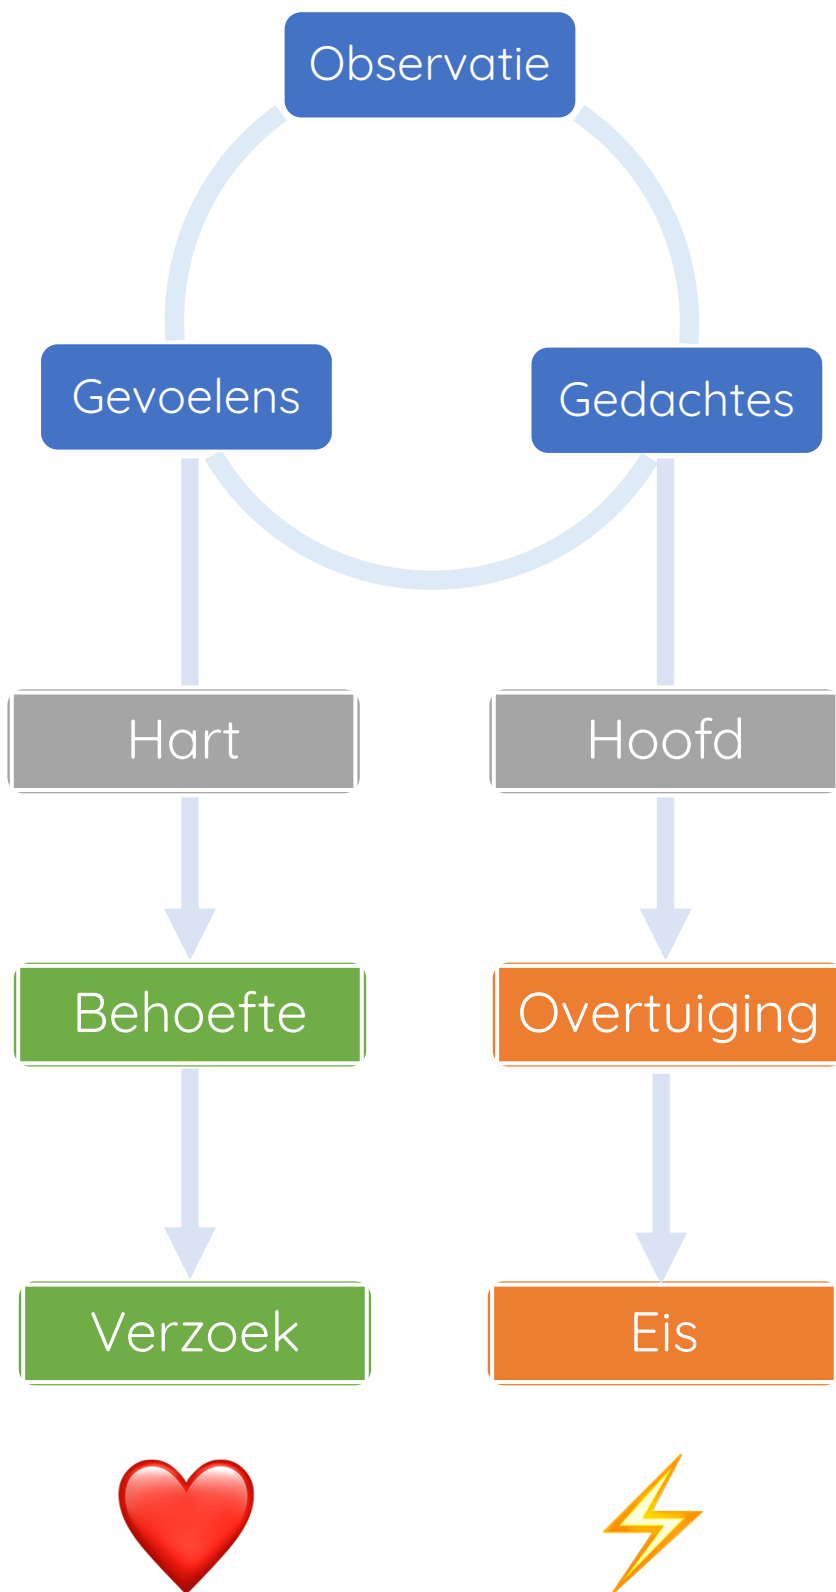 Observatie
Gevoelens
Gedachtes
Hart
Hoofd
Behoefte
Overtuiging
Verzoek
Eis